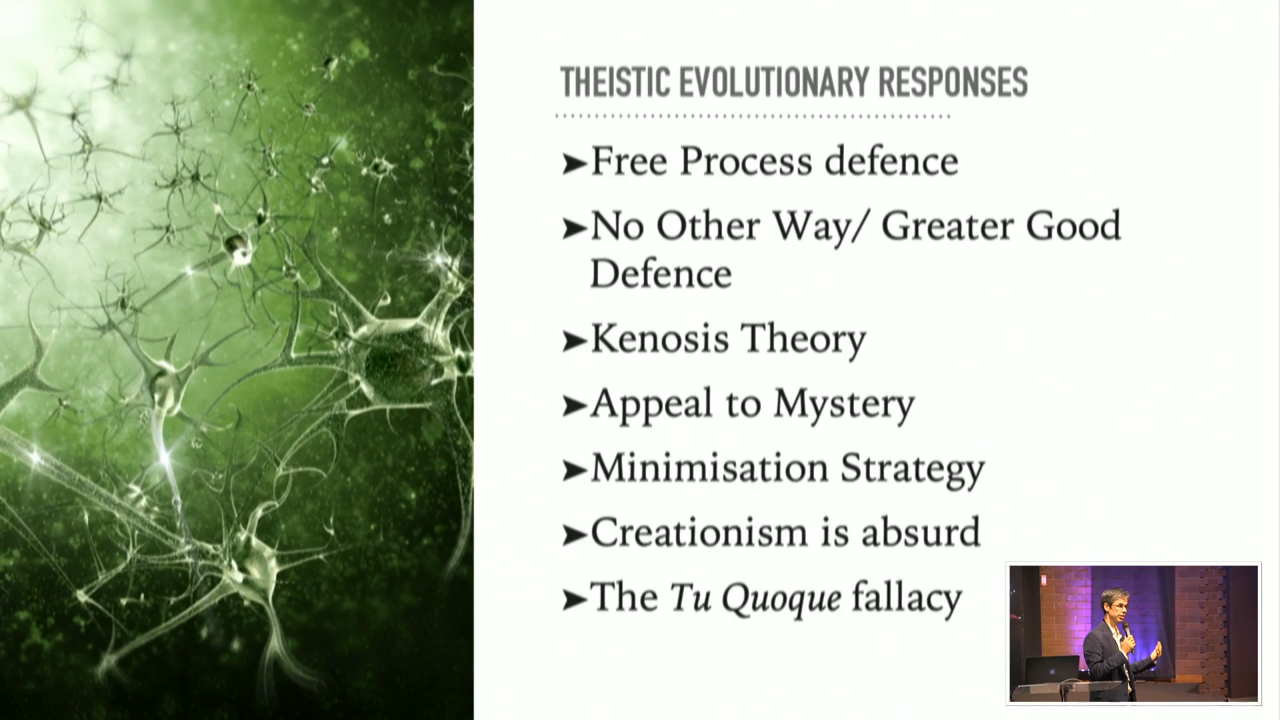 THEISTIC EVOLUTIONARY RESPONSES
➤Free Process defence
➤No Other Way/ Greater Good
Defence
➤Kenosis Theory
➤Appeal to Mystery
➤Minimisation Strategy
➤Creationism is absurd
➤The Tu Quoque fallacy